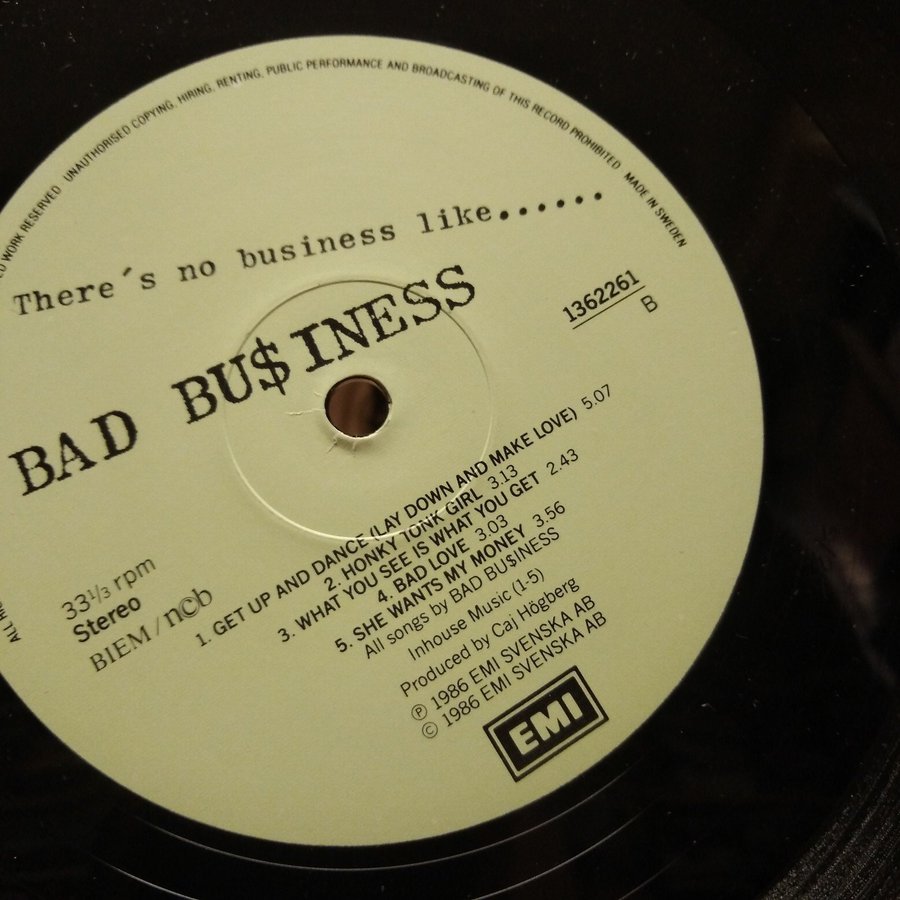 ED WORK RESERVED UNAUTHORISED COPYING, HIRING, RENTING, PUBLIC PERFORMANCE AND BROADCASTING OF THIS RECORD PROHIBITED MADE IN SWEDEN
There´s no business like......
BAD BU$INESS
1362261
B
33⅓ rpm
Stereo
BIEM / n©b
1. GET UP AND DANCE (LAY DOWN AND MAKE LOVE) 5.07
2. HONKY TONK GIRL 3.13
3. WHAT YOU SEE IS WHAT YOU GET 2.43
4. BAD LOVE 3.03
5. SHE WANTS MY MONEY 3.56
All songs by BAD BU$INESS
Inhouse Music (1-5)
Produced by Caj Högberg
Ⓟ 1986 EMI SVENSKA AB
© 1986 EMI SVENSKA AB
EMI
ALL